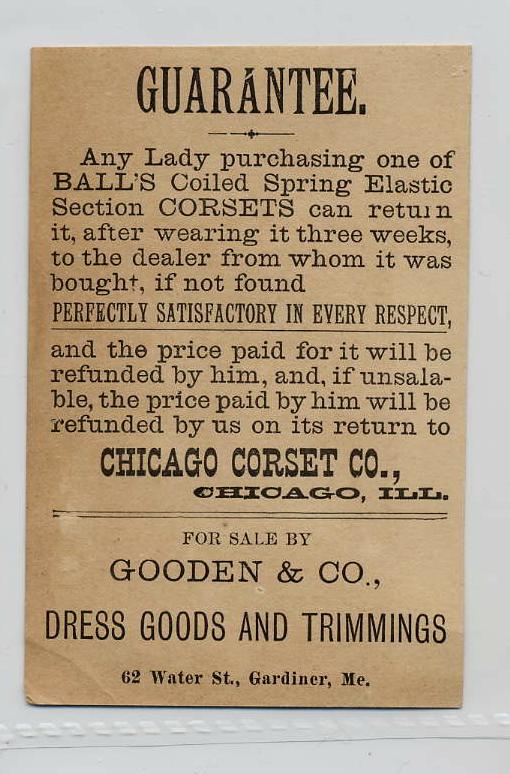 GUARANTEE.
Any Lady purchasing one of
BALL'S Coiled Spring Elastic
Section CORSETS can return
it, after wearing it three weeks,
to the dealer from whom it was
bought, if not found
PERFECTLY SATISFACTORY IN EVERY RESPECT,
and the price paid for it will be
refunded by him, and, if unsala-
ble, the price paid by him will be
refunded by us on its return to
CHICAGO CORSET CO.,
CHICAGO, ILL.
FOR SALE BY
GOODEN & CO.,
DRESS GOODS AND TRIMMINGS
62 Water St., Gardiner, Me.